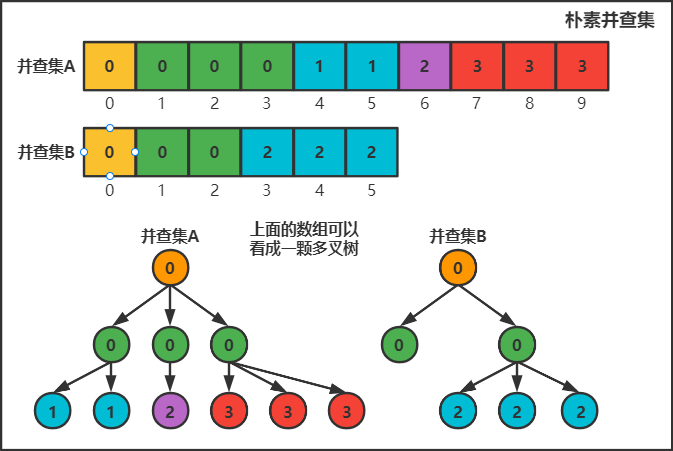 朴素并查集
并查集A 0 0 0 0 1 1 2 3 3 3
0 1 2 3 4 5 6 7 8 9
并查集B 0 0 0 2 2 2
0 1 2 3 4 5
上面的数组可以
看成一颗多叉树
并查集A
0
0 0 0
1 1 2 3 3 3
并查集B
0
0 0
2 2 2